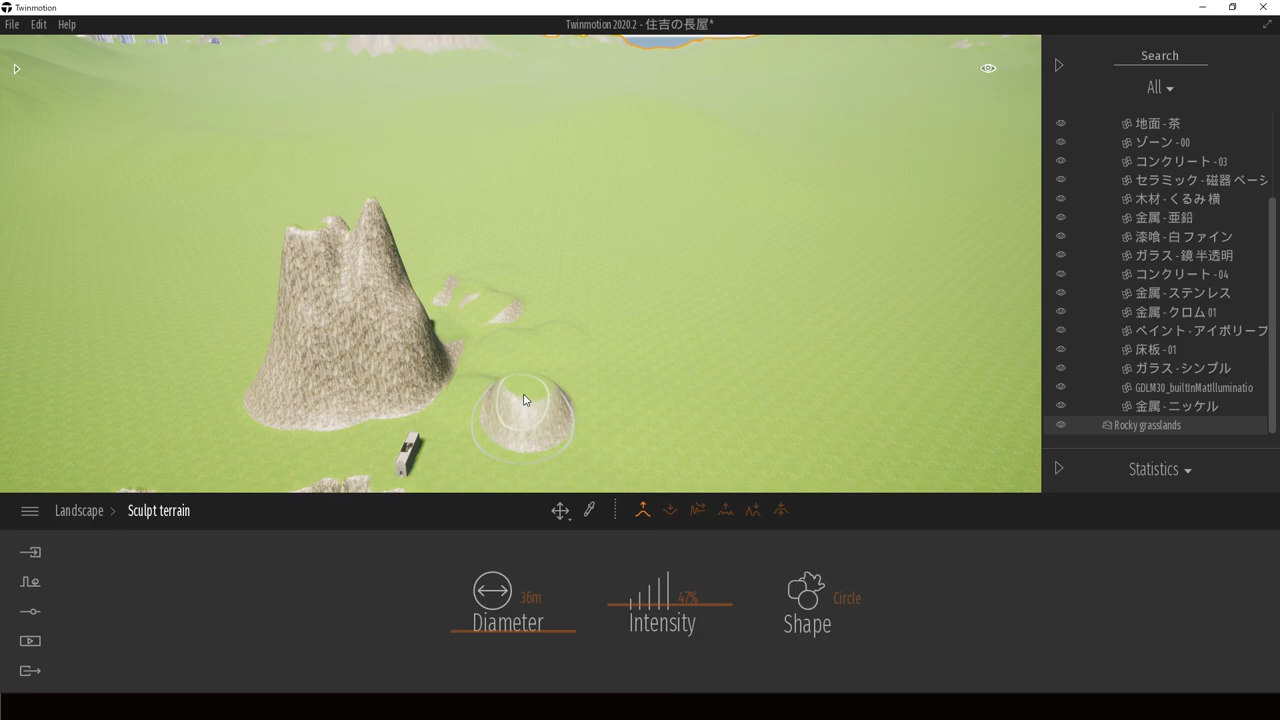 Twinmotion
File Edit Help
Twinmotion 2020.2 - 住吉の長屋*
Search
All
地面 - 茶
ゾーン - 00
コンクリート - 03
セラミック - 磁器 ベーシ
木材 - くるみ 横
金属 - 亜鉛
漆喰 - 白 ファイン
ガラス - 鏡 半透明
コンクリート - 04
金属 - ステンレス
金属 - クロム 01
ペイント - アイボリーフ
床板 - 01
ガラス - シンプル
GDLM30_builtInMatIlluminatio
金属 - ニッケル
Rocky grasslands
Statistics
Landscape > Sculpt terrain
36m
Diameter
47%
Intensity
Circle
Shape